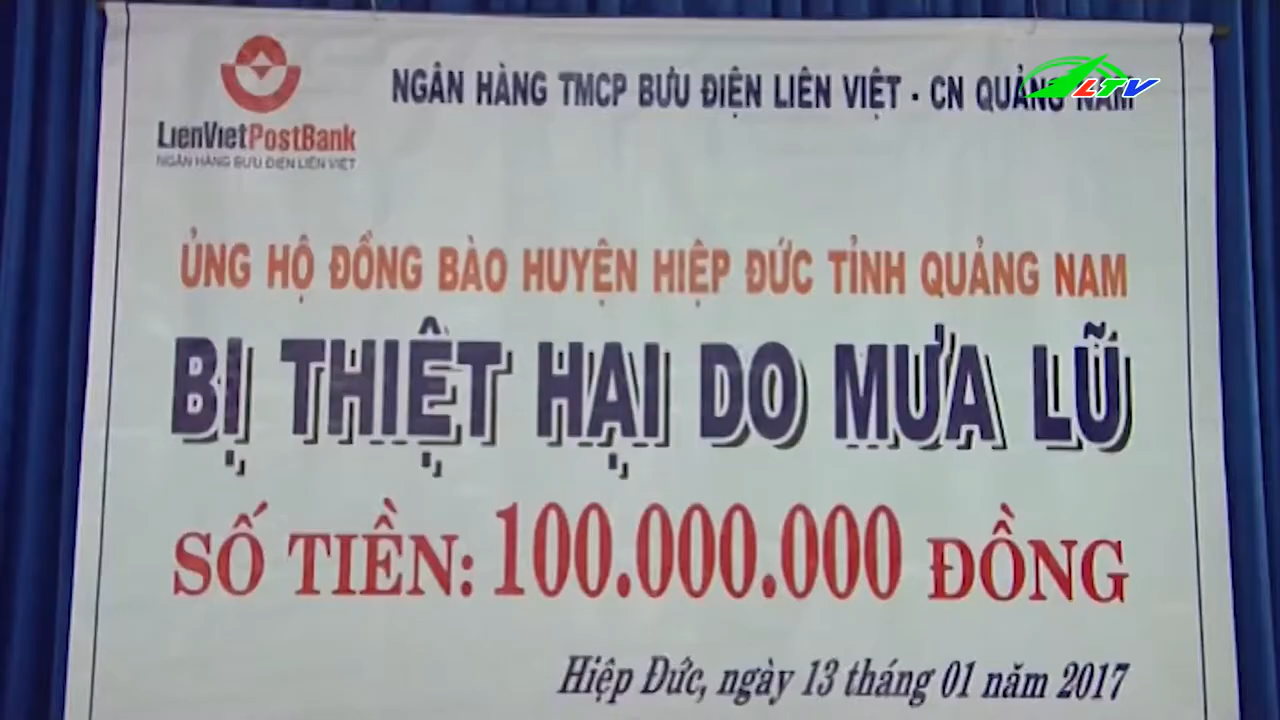 NGÂN HÀNG TMCP BƯU ĐIỆN LIÊN VIỆT - CN QUẢNG NAM
LTV
LienVietPostBank
NGÂN HÀNG BƯU ĐIỆN LIÊN VIỆT
ỦNG HỘ ĐỒNG BÀO HUYỆN HIỆP ĐỨC TỈNH QUẢNG NAM
BỊ THIỆT HẠI DO MƯA LŨ
SỐ TIỀN: 100.000.000 ĐỒNG
Hiệp Đức, ngày 13 tháng 01 năm 2017